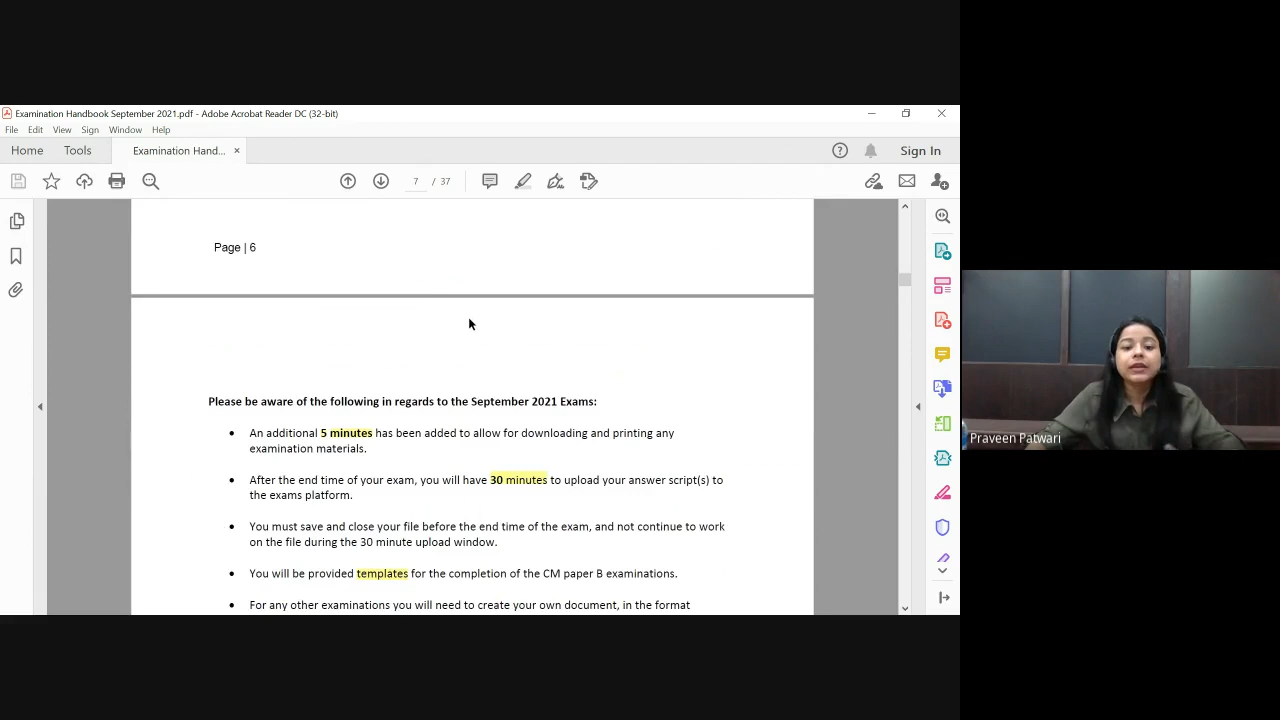 Examination Handbook September 2021.pdf - Adobe Acrobat Reader DC (32-bit)
File Edit View Sign Window Help
Home Tools Examination Hand... × Sign In
7 / 37
Page | 6
Please be aware of the following in regards to the September 2021 Exams:
• An additional 5 minutes has been added to allow for downloading and printing any
examination materials.
• After the end time of your exam, you will have 30 minutes to upload your answer script(s) to
the exams platform.
• You must save and close your file before the end time of the exam, and not continue to work
on the file during the 30 minute upload window.
• You will be provided templates for the completion of the CM paper B examinations.
• For any other examinations you will need to create your own document, in the format
Praveen Patwari